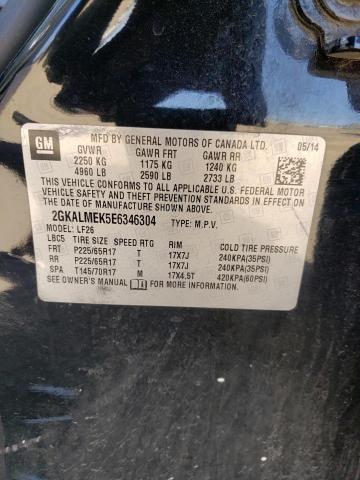 GM
MFD BY GENERAL MOTORS OF CANADA LTD. 05/14
GVWR GAWR FRT GAWR RR
2250 KG 1175 KG 1240 KG
4960 LB 2590 LB 2733 LB
THIS VEHICLE CONFORMS TO ALL APPLICABLE U.S. FEDERAL MOTOR
VEHICLE SAFETY AND THEFT PREVENTION STANDARDS IN EFFECT ON
THE DATE OF MANUFACTURE SHOWN ABOVE.
2GKALMEK5E6346304 TYPE: M.P.V.
MODEL: LF26
LBC5 TIRE SIZE SPEED RTG RIM COLD TIRE PRESSURE
FRT P225/65R17 T 17X7J 240KPA(35PSI)
RR P225/65R17 T 17X7J 240KPA(35PSI)
SPA T145/70R17 M 17X4.5T 420KPA(60PSI)
SEE OWNER'S MANUAL FOR ADDITIONAL INFORMATION.